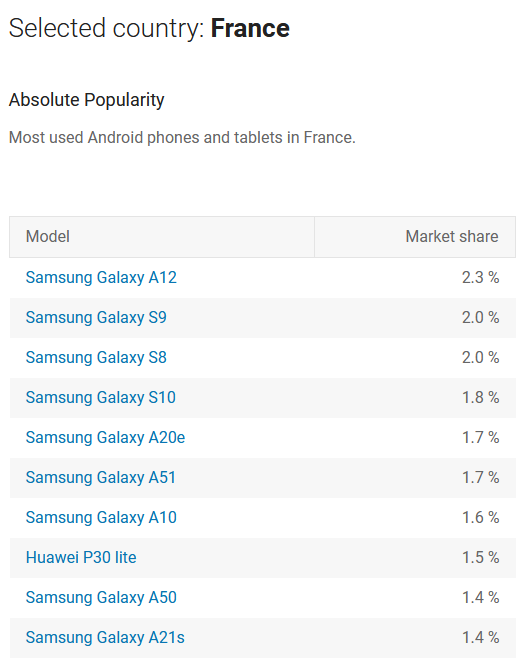 Selected country: France
Absolute Popularity
Most used Android phones and tablets in France.
Model Market share
Samsung Galaxy A12 2.3 %
Samsung Galaxy S9 2.0 %
Samsung Galaxy S8 2.0 %
Samsung Galaxy S10 1.8 %
Samsung Galaxy A20e 1.7 %
Samsung Galaxy A51 1.7 %
Samsung Galaxy A10 1.6 %
Huawei P30 lite 1.5 %
Samsung Galaxy A50 1.4 %
Samsung Galaxy A21s 1.4 %